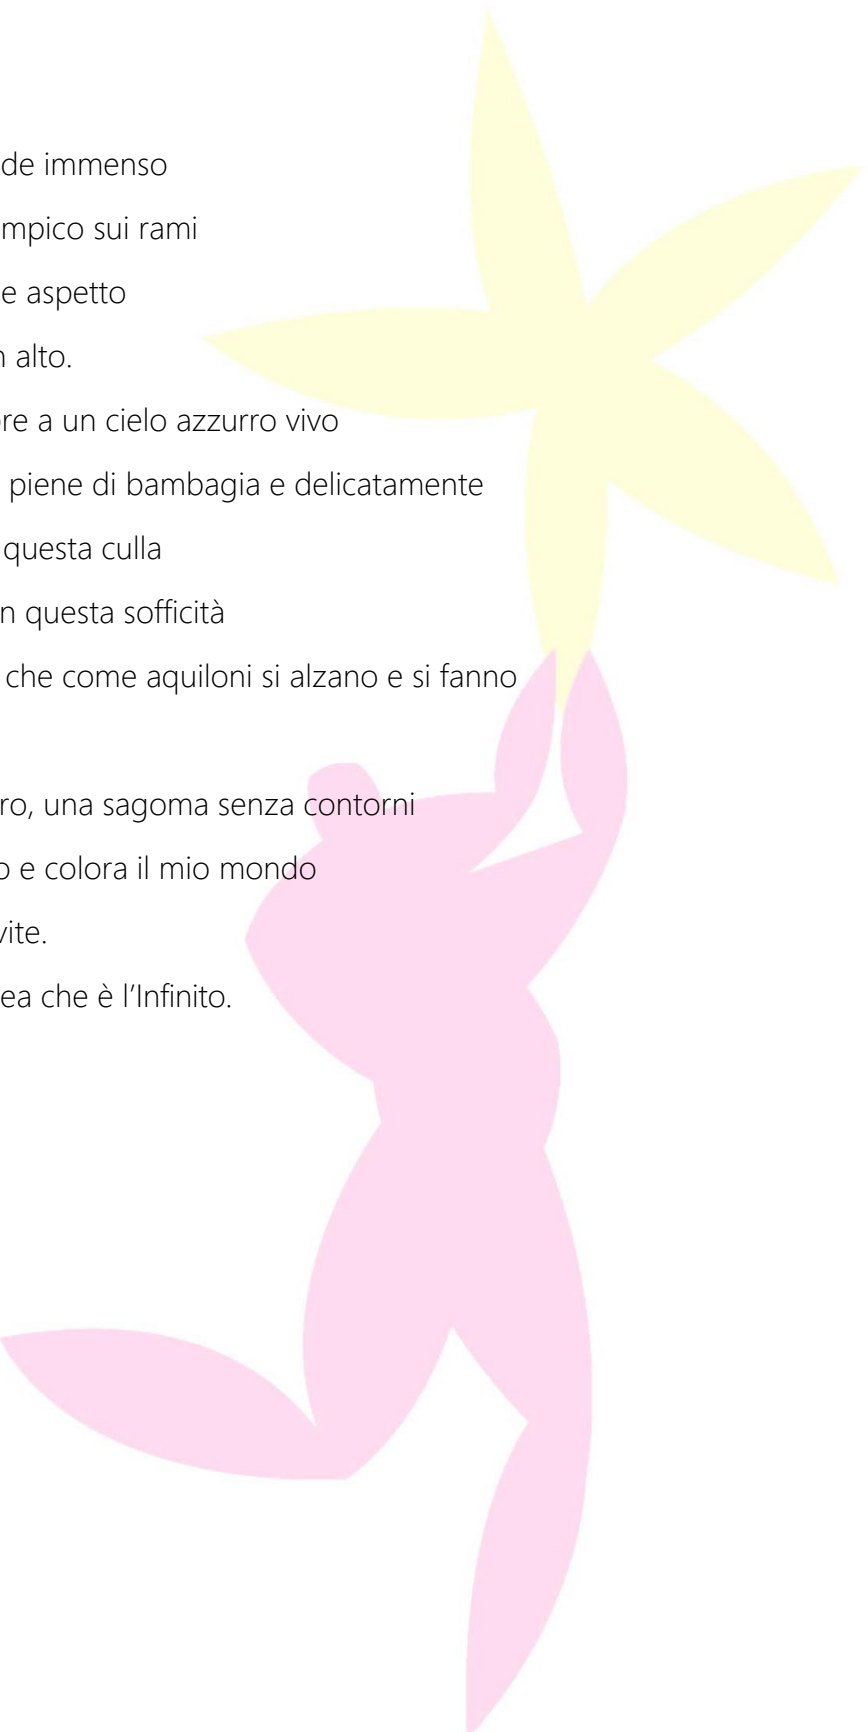 de immenso
mpico sui rami
e aspetto
n alto.
re a un cielo azzurro vivo
piene di bambagia e delicatamente
questa culla
n questa sofficità
che come aquiloni si alzano e si fanno
ro, una sagoma senza contorni
o e colora il mio mondo
vite.
ea che è l’Infinito.